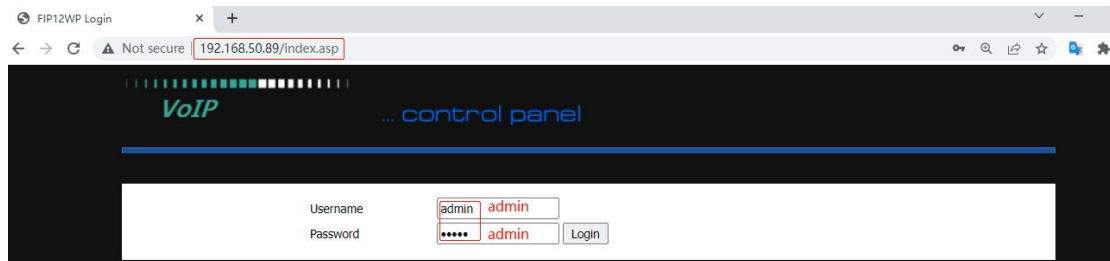 FIP12WP Login
Not secure 192.168.50.89/index.asp
VoIP
... control panel
Username admin admin
Password ••••• admin Login